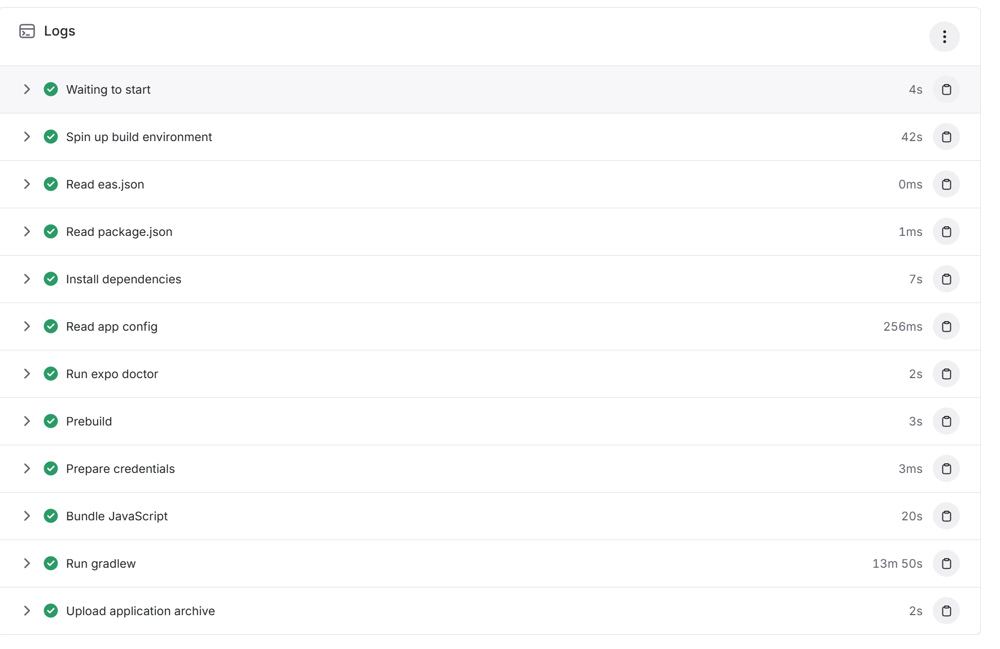 Logs
Waiting to start 4s
Spin up build environment 42s
Read eas.json 0ms
Read package.json 1ms
Install dependencies 7s
Read app config 256ms
Run expo doctor 2s
Prebuild 3s
Prepare credentials 3ms
Bundle JavaScript 20s
Run gradlew 13m 50s
Upload application archive 2s